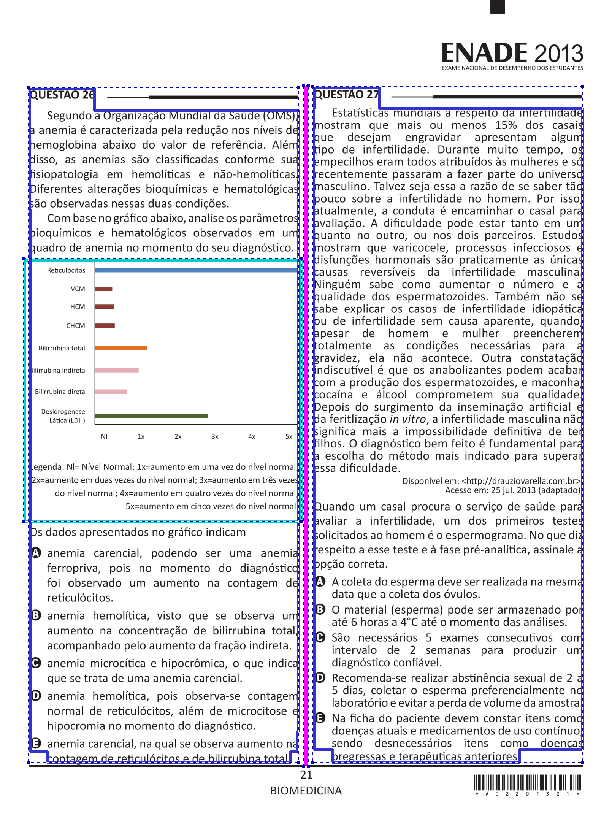 ENADE 2013
EXAME NACIONAL DE DESEMPENHO DOS ESTUDANTES
QUESTÃO 26
Segundo a Organização Mundial da Saúde (OMS),
a anemia é caracterizada pela redução nos níveis de
hemoglobina abaixo do valor de referência. Além
disso, as anemias são classificadas conforme sua
fisiopatologia em hemolíticas e não-hemolíticas.
Diferentes alterações bioquímicas e hematológicas
são observadas nessas duas condições.
Com base no gráfico abaixo, analise os parâmetros
bioquímicos e hematológicos observados em um
quadro de anemia no momento do seu diagnóstico.
Reticulócitos
VCM
HCM
CHCM
Bilirrubina total
Bilirrubina indireta
Bilirrubina direta
Desidrogenase
Lática (LDH)
Nl 1x 2x 3x 4x 5x
Legenda. Nl= Nível Normal; 1x=aumento em uma vez do nível normal;
2x=aumento em duas vezes do nível normal; 3x=aumento em três vezes
do nível normal; 4x=aumento em quatro vezes do nível normal;
5x=aumento em cinco vezes do nível normal.
Os dados apresentados no gráfico indicam
A anemia carencial, podendo ser uma anemia
ferropriva, pois no momento do diagnóstico
foi observado um aumento na contagem de
reticulócitos.
B anemia hemolítica, visto que se observa um
aumento na concentração de bilirrubina total,
acompanhado pelo aumento da fração indireta.
C anemia microcítica e hipocrômica, o que indica
que se trata de uma anemia carencial.
D anemia hemolítica, pois observa-se contagem
normal de reticulócitos, além de microcitose e
hipocromia no momento do diagnóstico.
E anemia carencial, na qual se observa aumento na
contagem de reticulócitos e de bilirrubina total.
QUESTÃO 27
Estatísticas mundiais a respeito da infertilidade
mostram que mais ou menos 15% dos casais
que desejam engravidar apresentam algum
tipo de infertilidade. Durante muito tempo, os
empecilhos eram todos atribuídos às mulheres e só
recentemente passaram a fazer parte do universo
masculino. Talvez seja essa a razão de se saber tão
pouco sobre a infertilidade no homem. Por isso,
atualmente, a conduta é encaminhar o casal para
avaliação. A dificuldade pode estar tanto em um
quanto no outro, ou nos dois parceiros. Estudos
mostram que varicocele, processos infecciosos e
disfunções hormonais são praticamente as únicas
causas reversíveis da infertilidade masculina.
Ninguém sabe como aumentar o número e a
qualidade dos espermatozoides. Também não se
sabe explicar os casos de infertilidade idiopática
ou de infertilidade sem causa aparente, quando,
apesar de homem e mulher preencherem
totalmente as condições necessárias para a
gravidez, ela não acontece. Outra constatação
indiscutível é que os anabolizantes podem acabar
com a produção dos espermatozoides, e maconha,
cocaína e álcool comprometem sua qualidade.
Depois do surgimento da inseminação artificial e
da feritlização in vitro, a infertilidade masculina não
significa mais a impossibilidade definitiva de ter
filhos. O diagnóstico bem feito é fundamental para
a escolha do método mais indicado para superar
essa dificuldade.
Disponível em: <http://drauziovarella.com.br>.
Acesso em: 25 jul. 2013 (adaptado).
Quando um casal procura o serviço de saúde para
avaliar a infertilidade, um dos primeiros testes
solicitados ao homem é o espermograma. No que diz
respeito a esse teste e à fase pré-analítica, assinale a
opção correta.
A A coleta do esperma deve ser realizada na mesma
data que a coleta dos óvulos.
B O material (esperma) pode ser armazenado por
até 6 horas a 4°C até o momento das análises.
C São necessários 5 exames consecutivos com
intervalo de 2 semanas para produzir um
diagnóstico confiável.
D Recomenda-se realizar abstinência sexual de 2 a
5 dias, coletar o esperma preferencialmente no
laboratório e evitar a perda de volume da amostra.
E Na ficha do paciente devem constar itens como
doenças atuais e medicamentos de uso contínuo,
sendo desnecessários itens como doenças
pregressas e terapêuticas anteriores.
21
BIOMEDICINA